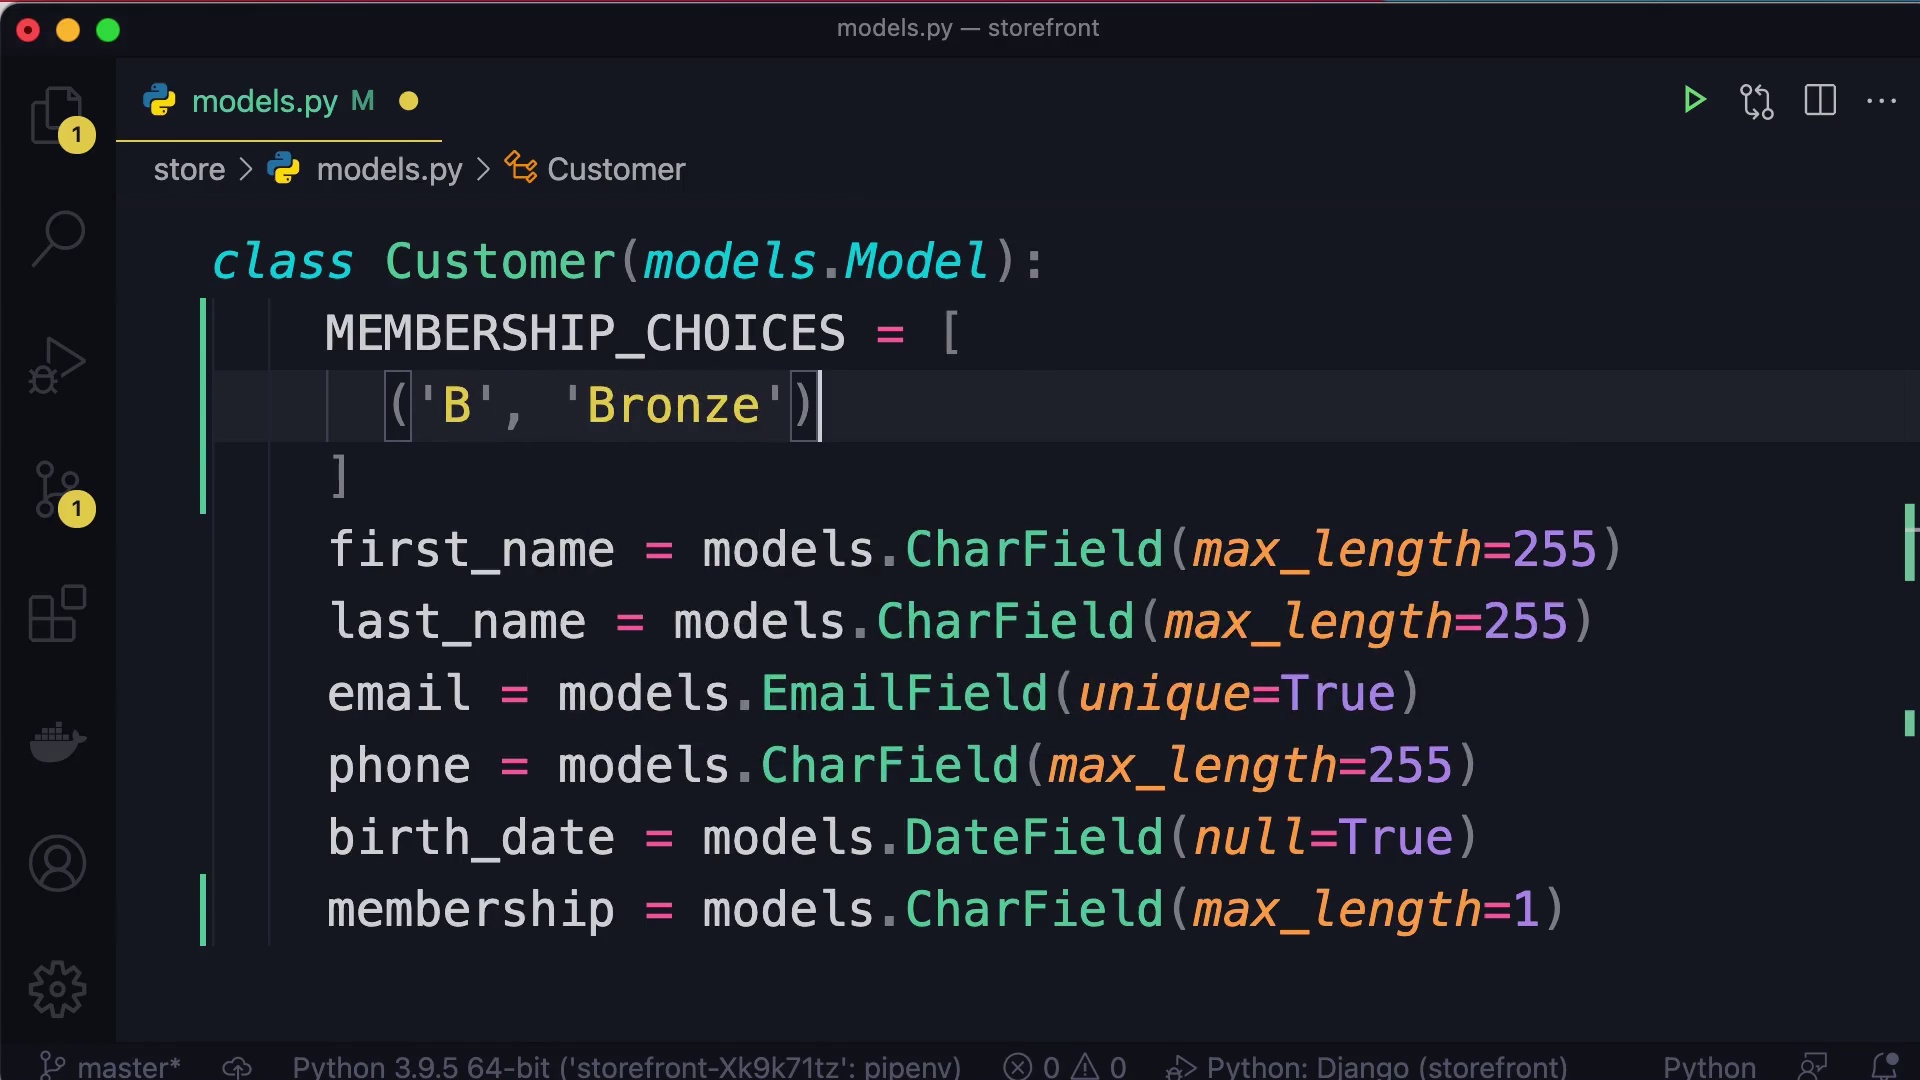 models.py — storefront
models.py M
1
store > models.py > Customer
class Customer(models.Model):
MEMBERSHIP_CHOICES = [
('B', 'Bronze')
]
1
first_name = models.CharField(max_length=255)
last_name = models.CharField(max_length=255)
email = models.EmailField(unique=True)
phone = models.CharField(max_length=255)
birth_date = models.DateField(null=True)
membership = models.CharField(max_length=1)
master* Python 3.9.5 64-bit ('storefront-Xk9k71tz': pipenv) 0 0 Python: Django (storefront) Python